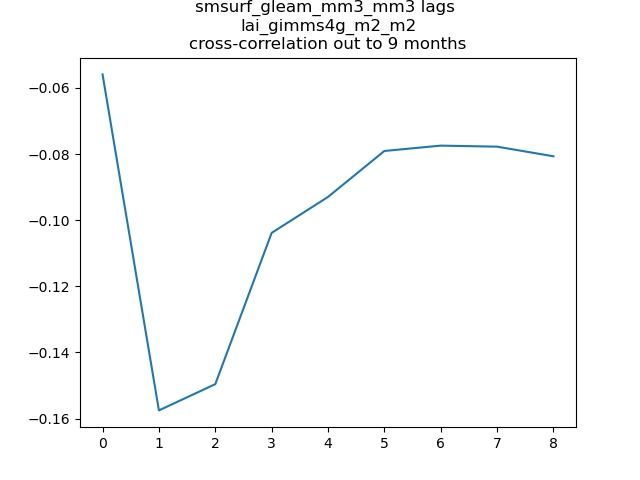 smsurf_gleam_mm3_mm3 lags
lai_gimms4g_m2_m2
cross-correlation out to 9 months
−0.06
−0.08
−0.10
−0.12
−0.14
−0.16
0 1 2 3 4 5 6 7 8